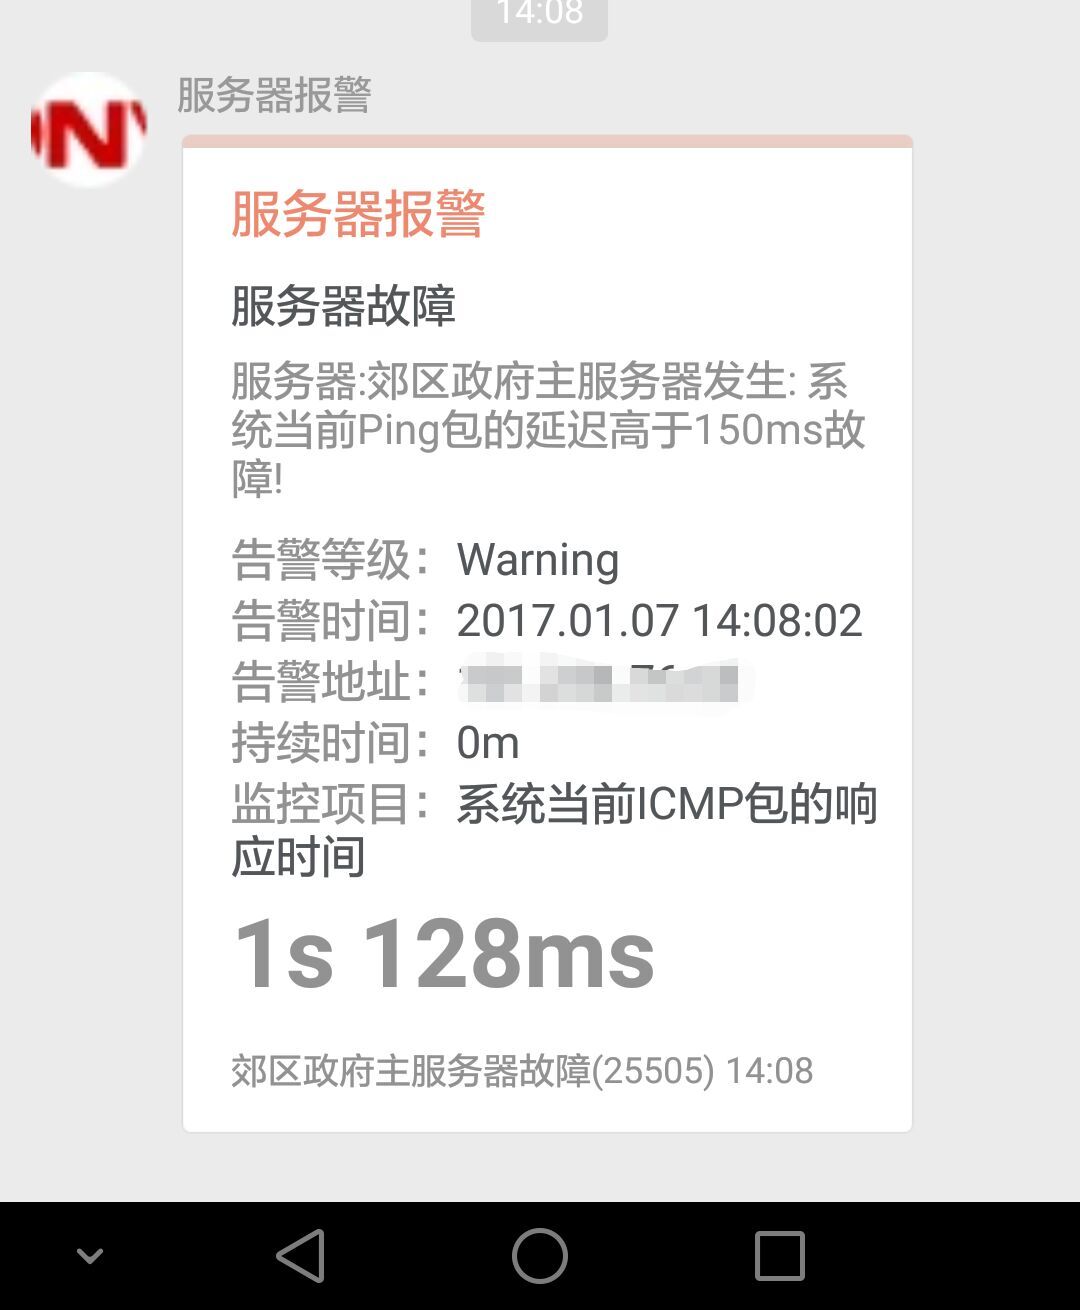 14:08
服务器报警
N
服务器报警
服务器故障
服务器:郊区政府主服务器发生: 系
统当前Ping包的延迟高于150ms故
障!
告警等级：Warning
告警时间：2017.01.07 14:08:02
告警地址：
持续时间：0m
监控项目：系统当前ICMP包的响
应时间
1s 128ms
郊区政府主服务器故障(25505) 14:08